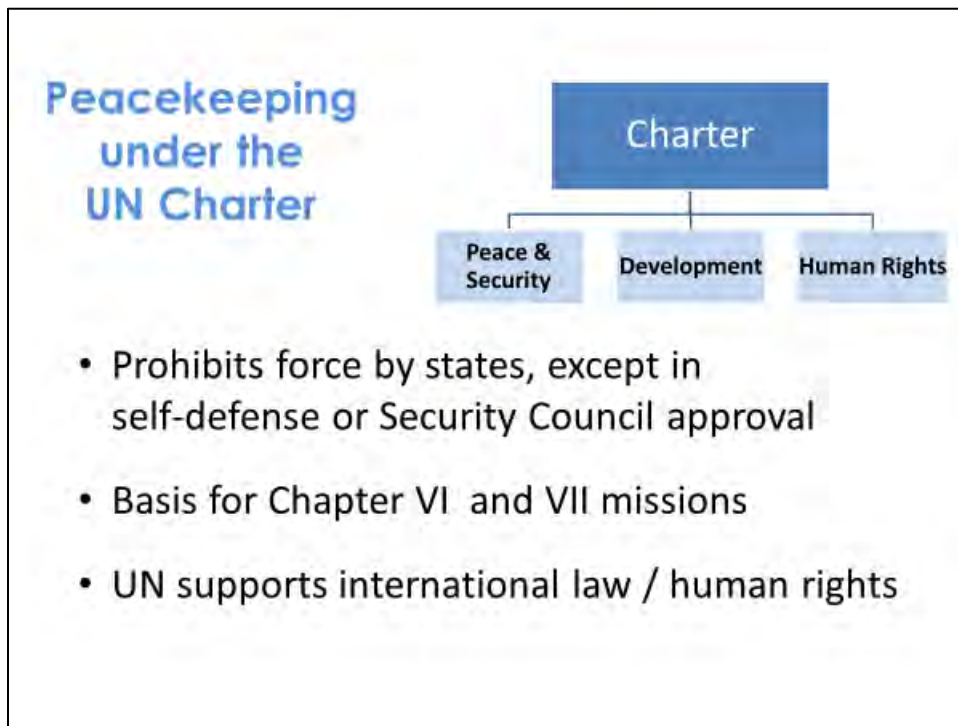 Peacekeeping
under the
UN Charter
Charter
Peace &
Security
Development
Human Rights
• Prohibits force by states, except in
self-defense or Security Council approval
• Basis for Chapter VI and VII missions
• UN supports international law / human rights